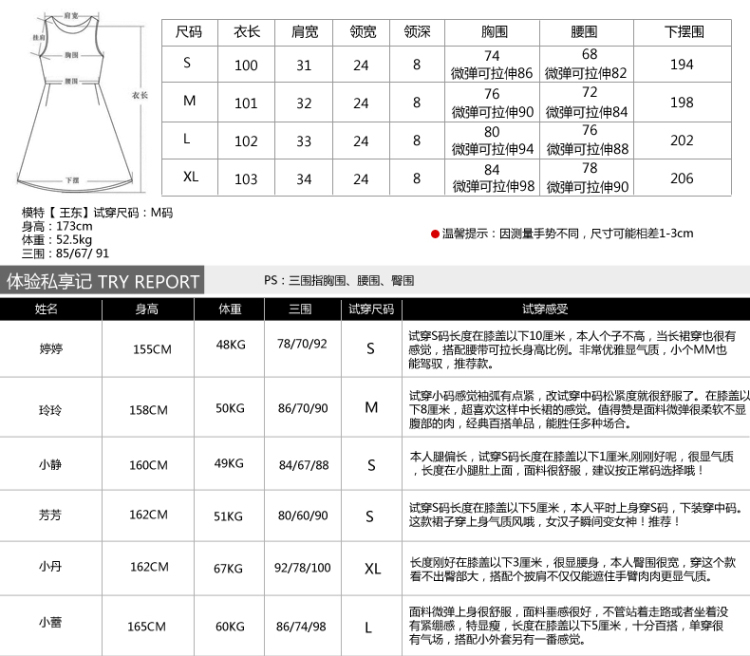 肩宽
挂肩
胸围
腰围
衣长
下摆
尺码 衣长 肩宽 领宽 领深 胸围 腰围 下摆围
S 100 31 24 8 74 微弹可拉伸86 68 微弹可拉伸82 194
M 101 32 24 8 76 微弹可拉伸90 72 微弹可拉伸84 198
L 102 33 24 8 80 微弹可拉伸94 76 微弹可拉伸88 202
XL 103 34 24 8 84 微弹可拉伸98 78 微弹可拉伸90 206
模特【 王东】试穿尺码：M码
身高：173cm
体重：52.5kg
三围：85/67/ 91
温馨提示：因测量手势不同，尺寸可能相差1-3cm
体验私享记 TRY REPORT
PS：三围指胸围、腰围、臀围
姓名 身高 体重 三围 试穿尺码 试穿感受
婷婷 155CM 48KG 78/70/92 S
试穿S码长度在膝盖以下10厘米，本人个子不高，当长裙穿也很有
感觉，搭配腰带可拉长身高比例。非常优雅显气质，小个MM也
能驾驭，推荐款。
玲玲 158CM 50KG 86/70/90 M
试穿小码感觉袖弧有点紧，改试穿中码松紧度就很舒服了。在膝盖以
下8厘米，超喜欢这样中长裙的感觉。值得赞是面料微弹很柔软不显
腹部的肉，经典百搭单品，能胜任多种场合。
小静 160CM 49KG 84/67/88 S
本人腿偏长，试穿S码长度在膝盖以下1厘米,刚刚好呢，很显气质
，长度在小腿肚上面，面料很舒服，建议按正常码选择哦！
芳芳 162CM 51KG 80/60/90 S
试穿S码长度在膝盖以下5厘米，本人平时上身穿S码，下装穿中码。
这款裙子穿上身气质风哦，女汉子瞬间变女神！推荐！
小丹 162CM 67KG 92/78/100 XL
长度刚好在膝盖以下3厘米，很显腰身，本人臀围很宽，穿这个款
看不出臀部大，搭配个披肩不仅仅能遮住手臂肉肉更显气质。
小蕾 165CM 60KG 86/74/98 L
面料微弹上身很舒服，面料垂感很好，不管站着走路或者坐着没
有紧绷感，特显瘦，长度在膝盖以下5厘米，十分百搭，单穿很
有气场，搭配小外套另有一番感觉。